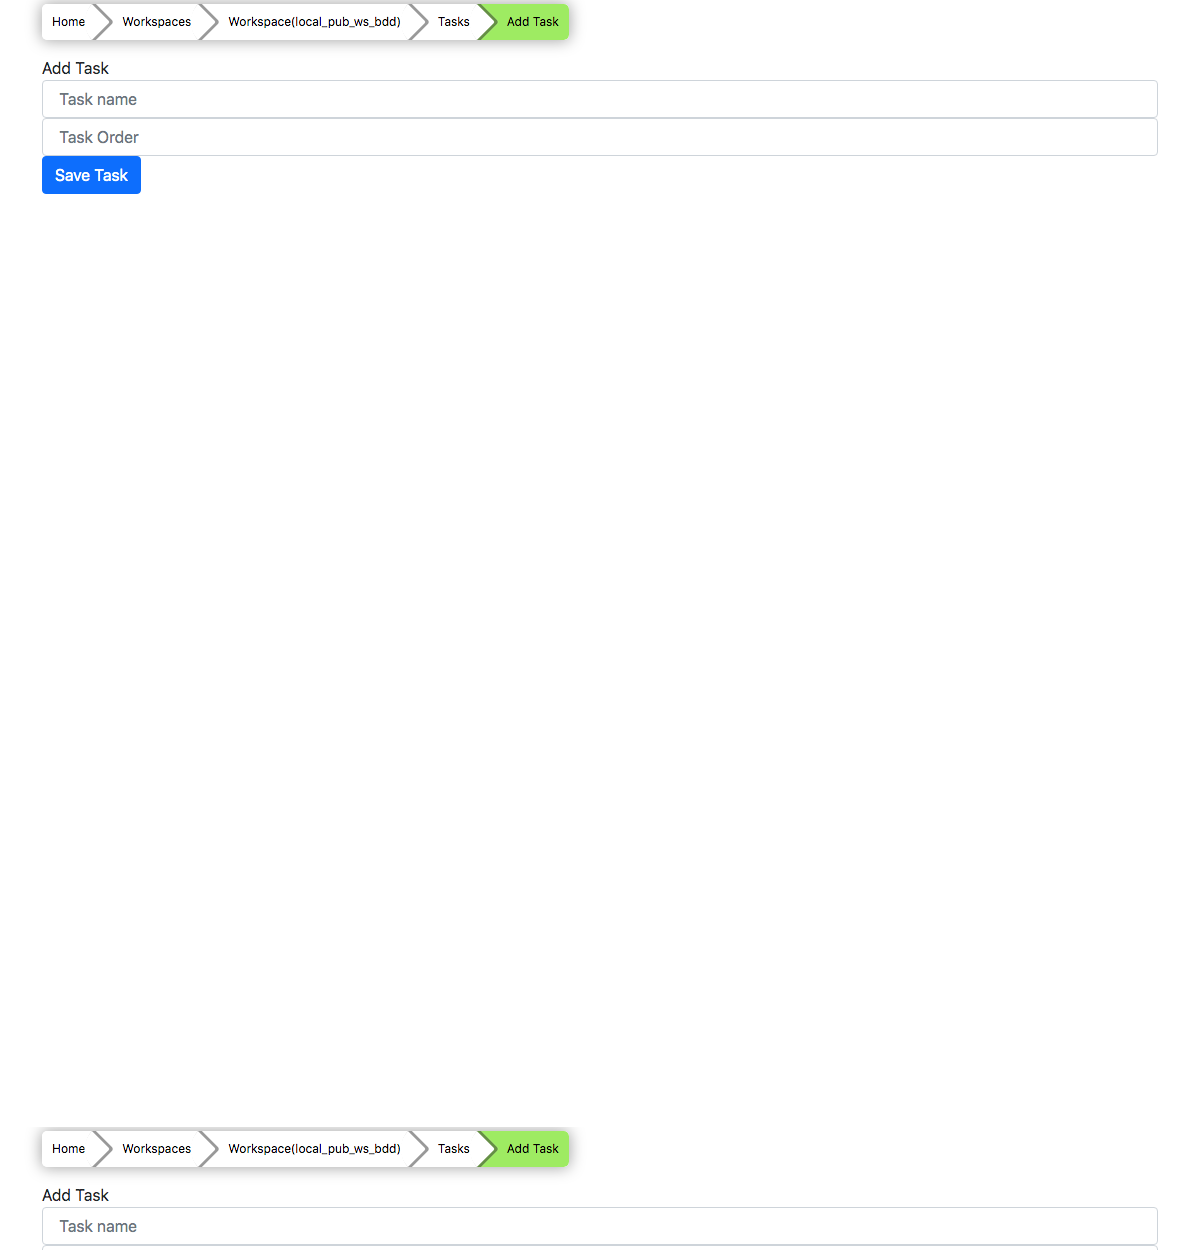 Home Workspaces Workspace(local_pub_ws_bdd) Tasks Add Task
Add Task
Task name
Task Order
Save Task
Home Workspaces Workspace(local_pub_ws_bdd) Tasks Add Task
Add Task
Task name